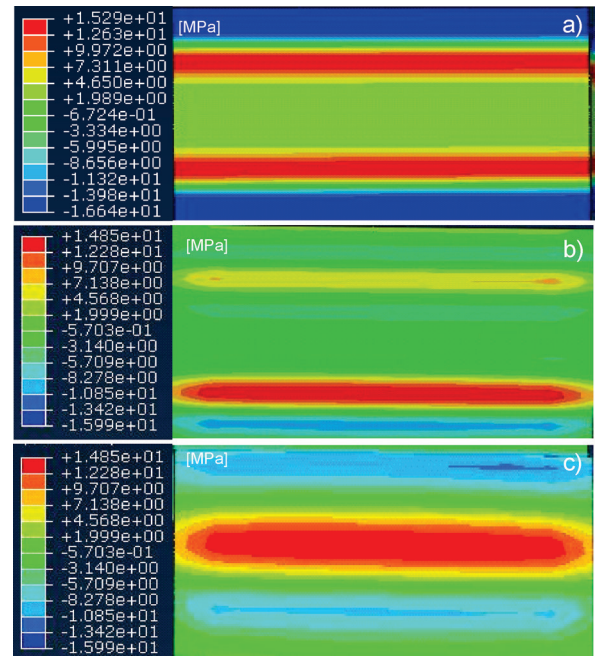 +1.529e+01
[MPa]
a)
+1.263e+01
+9.972e+00
+7.311e+00
+4.650e+00
+1.989e+00
-6.724e-01
-3.334e+00
-5.995e+00
-8.656e+00
-1.132e+01
-1.398e+01
-1.664e+01
+1.485e+01
[MPa]
b)
+1.228e+01
+9.707e+00
+7.138e+00
+4.568e+00
+1.999e+00
-5.703e-01
-3.140e+00
-5.709e+00
-8.278e+00
-1.085e+01
-1.342e+01
-1.599e+01
+1.485e+01
[MPa]
c)
+1.228e+01
+9.707e+00
+7.138e+00
+4.568e+00
+1.999e+00
-5.703e-01
-3.140e+00
-5.709e+00
-8.278e+00
-1.085e+01
-1.342e+01
-1.599e+01